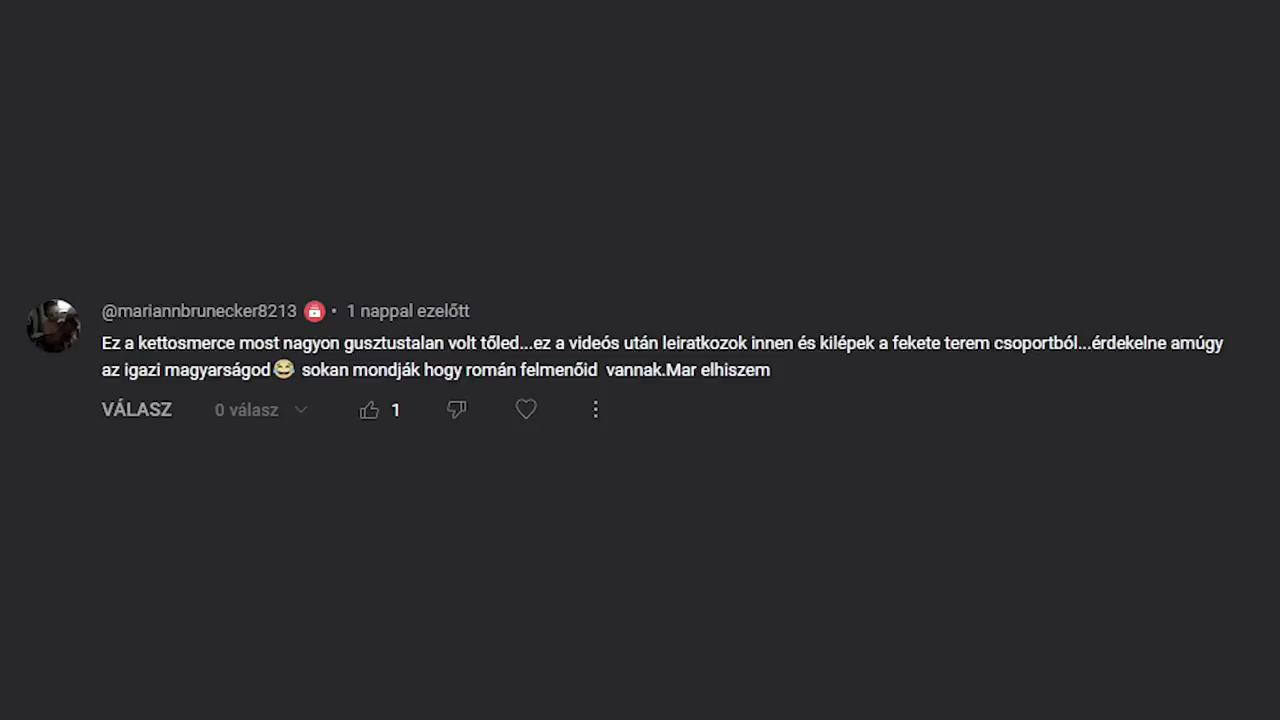 @mariannbrunecker8213 • 1 nappal ezelőtt
Ez a kettosmerce most nagyon gusztustalan volt tőled...ez a videós után leiratkozok innen és kilépek a fekete terem csoportból...érdekelne amúgy
az igazi magyarságod😂 sokan mondják hogy román felmenőid vannak.Mar elhiszem
VÁLASZ 0 válasz 1